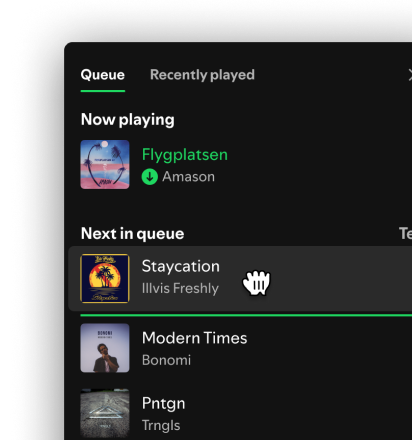 Queue Recently played
Now playing
Flygplatsen
Amason
Next in queue Te
Staycation
Illvis Freshly
Modern Times
Bonomi
BONOMI
Pntgn
Trngls